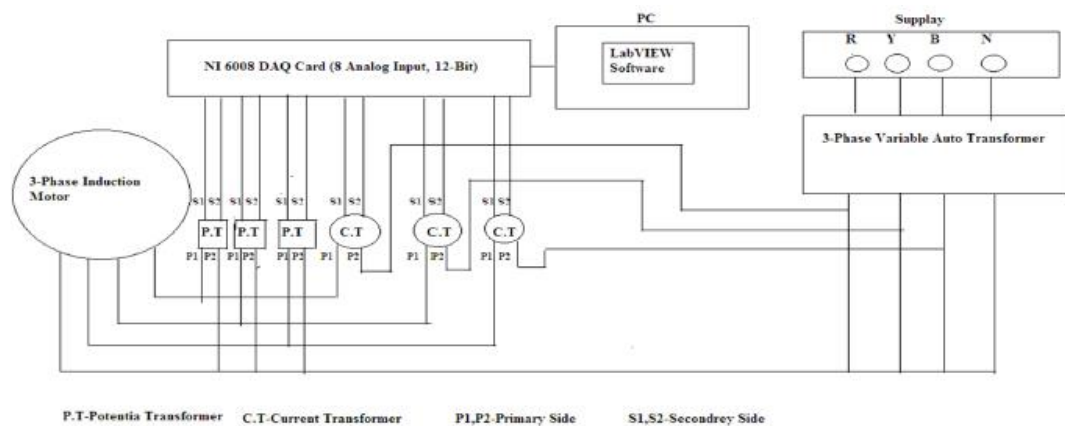 PC
Supplay
R Y B N
NI 6008 DAQ Card (8 Analog Input, 12-Bit)
LabVIEW
Software
3-Phase Variable Auto Transformer
3-Phase Induction
Motor
S1 S2 S1 S2 S1 S2 S1 S2 S1 S2 S1 S2
P.T P.T P.T C.T C.T C.T
P1 P2 P1 P2 P1 P2 P1 P2 P1 P2 P1 P2
P.T-Potentia Transformer C.T-Current Transformer P1,P2-Primary Side S1,S2-Secondrey Side